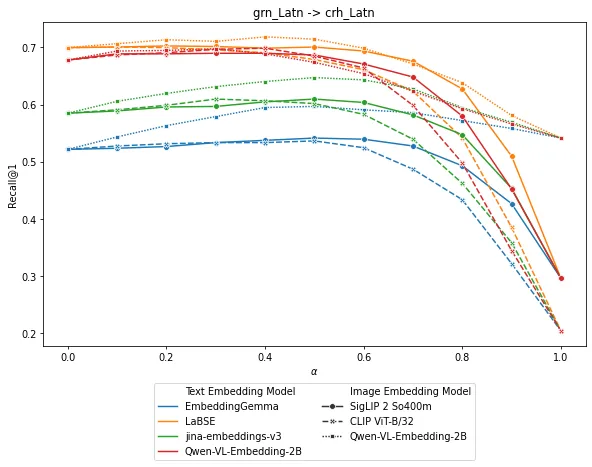 grn_Latn -> crh_Latn
0.7
0.6
0.5
0.4
0.3
0.2
Recall@1
0.0 0.2 0.4 0.6 0.8 1.0
α
Text Embedding Model Image Embedding Model
EmbeddingGemma SigLIP 2 So400m
LaBSE CLIP ViT-B/32
jina-embeddings-v3 Qwen-VL-Embedding-2B
Qwen-VL-Embedding-2B